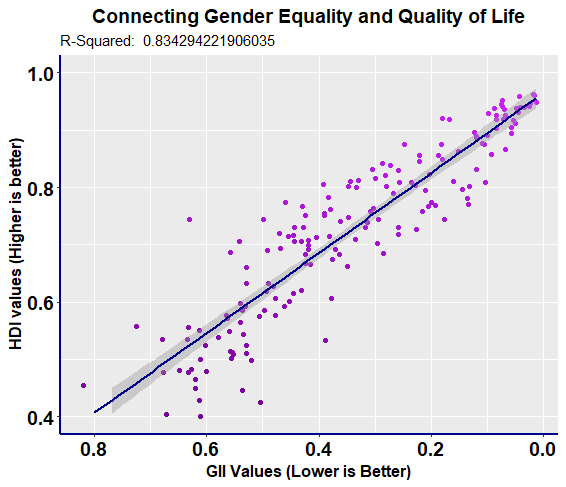 Connecting Gender Equality and Quality of Life
R-Squared:  0.834294221906035
HDI values (Higher is better)
1.0
0.8
0.6
0.4
0.8 0.6 0.4 0.2 0.0
GII Values (Lower is Better)